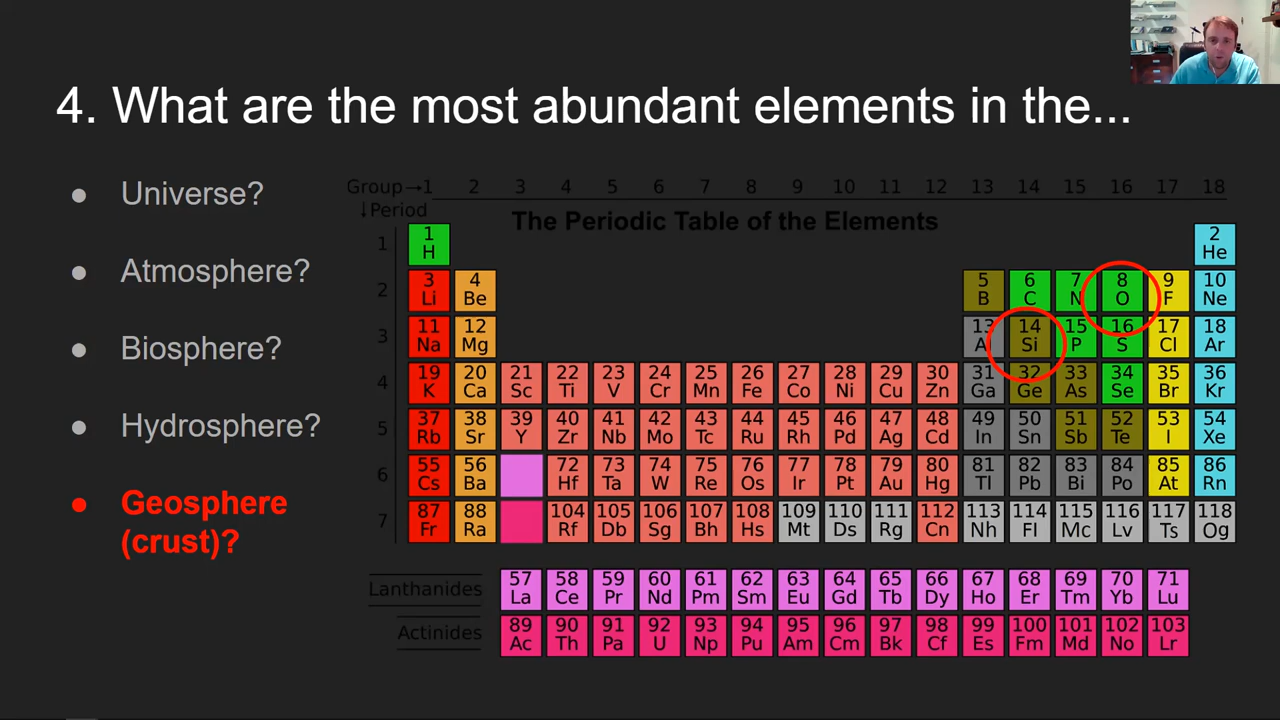 4. What are the most abundant elements in the...
● Universe?
● Atmosphere?
● Biosphere?
● Hydrosphere?
● Geosphere
(crust)?
Group→1 2 3 4 5 6 7 8 9 10 11 12 13 14 15 16 17 18
↓Period
The Periodic Table of the Elements
1 1 2
H He
2 3 4 5 6 7 8 9 10
Li Be B C N O F Ne
3 11 12 13 14 15 16 17 18
Na Mg A Si P S Cl Ar
4 19 20 21 22 23 24 25 26 27 28 29 30 31 32 33 34 35 36
K Ca Sc Ti V Cr Mn Fe Co Ni Cu Zn Ga Ge As Se Br Kr
5 37 38 39 40 41 42 43 44 45 46 47 48 49 50 51 52 53 54
Rb Sr Y Zr Nb Mo Tc Ru Rh Pd Ag Cd In Sn Sb Te I Xe
6 55 56 72 73 74 75 76 77 78 79 80 81 82 83 84 85 86
Cs Ba Hf Ta W Re Os Ir Pt Au Hg Tl Pb Bi Po At Rn
7 87 88 104 105 106 107 108 109 110 111 112 113 114 115 116 117 118
Fr Ra Rf Db Sg Bh Hs Mt Ds Rg Cn Nh Fl Mc Lv Ts Og
Lanthanides 57 58 59 60 61 62 63 64 65 66 67 68 69 70 71
La Ce Pr Nd Pm Sm Eu Gd Tb Dy Ho Er Tm Yb Lu
Actinides 89 90 91 92 93 94 95 96 97 98 99 100 101 102 103
Ac Th Pa U Np Pu Am Cm Bk Cf Es Fm Md No Lr